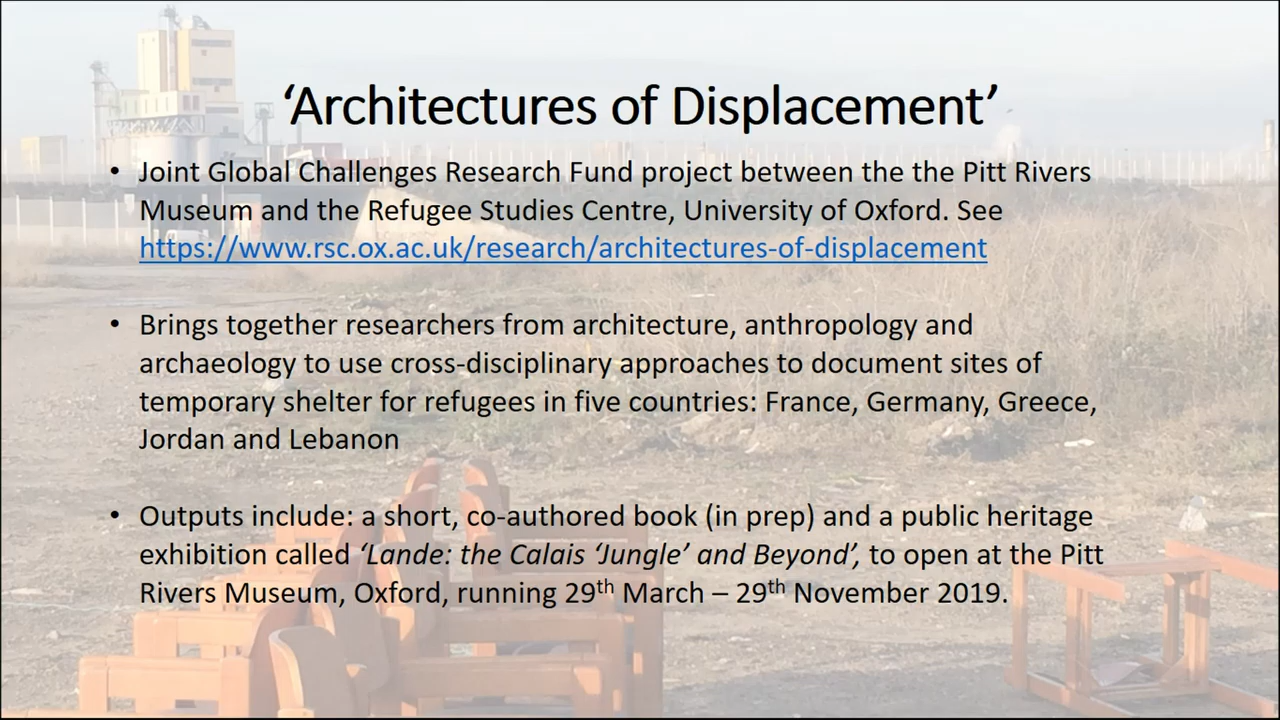 ‘Architectures of Displacement’
• Joint Global Challenges Research Fund project between the the Pitt Rivers
Museum and the Refugee Studies Centre, University of Oxford. See
https://www.rsc.ox.ac.uk/research/architectures-of-displacement
• Brings together researchers from architecture, anthropology and
archaeology to use cross-disciplinary approaches to document sites of
temporary shelter for refugees in five countries: France, Germany, Greece,
Jordan and Lebanon
• Outputs include: a short, co-authored book (in prep) and a public heritage
exhibition called ‘Lande: the Calais ‘Jungle’ and Beyond’, to open at the Pitt
Rivers Museum, Oxford, running 29th March – 29th November 2019.